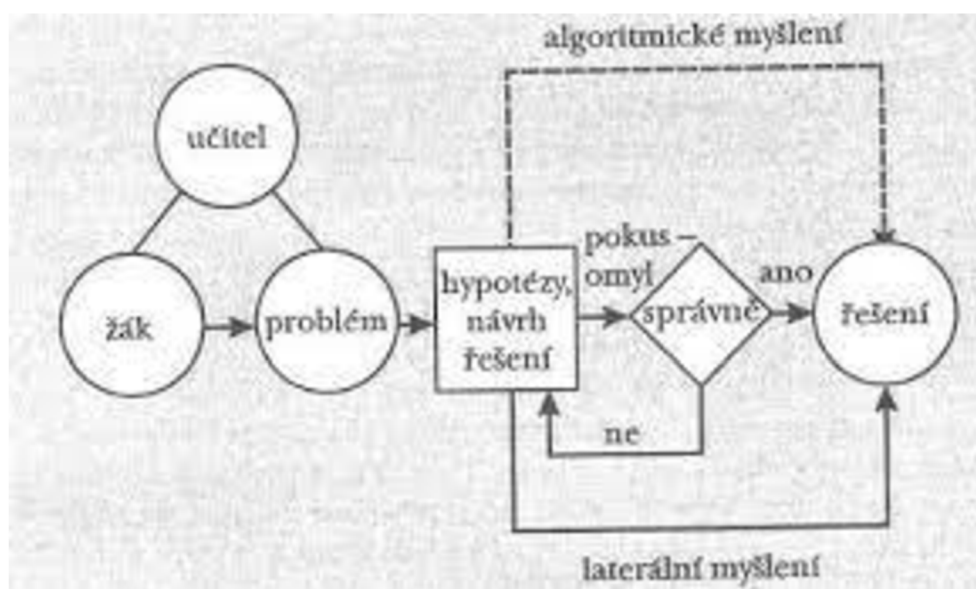 algoritmické myšlení
učitel
žák
problém
hypotézy,
návrh
řešení
pokus –
omyl
správně
ano
řešení
ne
laterální myšlení